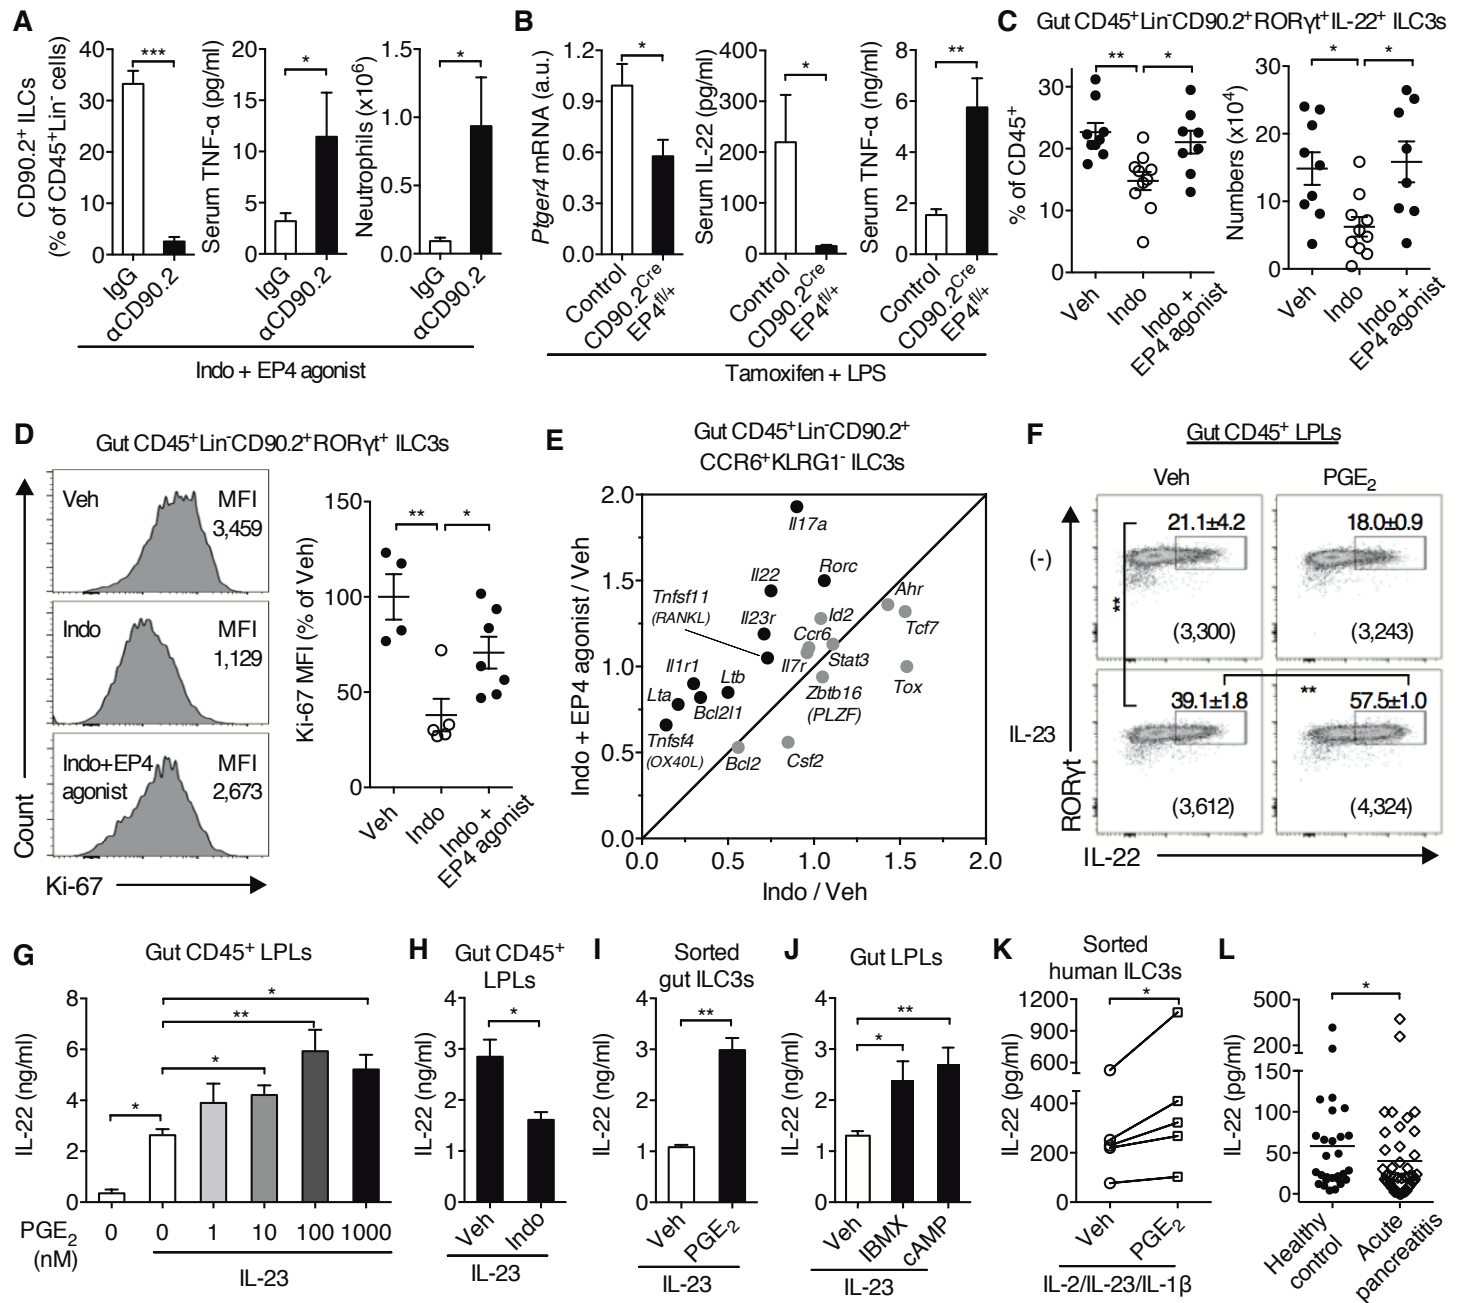 A
CD90.2⁺ ILCs
(% of CD45⁺Lin⁻ cells)
40
30
20
10
0
***
IgG
αCD90.2
Serum TNF-α (pg/ml)
20
15
10
5
0
*
IgG
αCD90.2
Neutrophils (x10⁶)
1.5
1.0
0.5
0.0
*
IgG
αCD90.2
Indo + EP4 agonist
B
Ptger4 mRNA (a.u.)
1.2
0.9
0.6
0.3
0.0
*
Control
CD90.2ᶜʳᵉ
EP4ᶠˡ/⁺
Serum IL-22 (pg/ml)
400
300
200
100
0
*
Control
CD90.2ᶜʳᵉ
EP4ᶠˡ/⁺
Serum TNF-α (ng/ml)
8
6
4
2
0
**
Control
CD90.2ᶜʳᵉ
EP4ᶠˡ/⁺
Tamoxifen + LPS
C
Gut CD45⁺Lin⁻CD90.2⁺RORγt⁺IL-22⁺ ILC3s
% of CD45⁺
30
20
10
0
**
*
Veh
Indo
Indo +
EP4 agonist
Numbers (x10⁴)
30
20
10
0
*
*
Veh
Indo
Indo +
EP4 agonist
D
Gut CD45⁺Lin⁻CD90.2⁺RORγt⁺ ILC3s
Veh
MFI
3,459
Indo
MFI
1,129
Indo+EP4
agonist
MFI
2,673
Count
Ki-67
Ki-67 MFI (% of Veh)
150
100
50
0
**
*
Veh
Indo
Indo +
EP4 agonist
E
Gut CD45⁺Lin⁻CD90.2⁺
CCR6⁺KLRG1⁻ ILC3s
Indo + EP4 agonist / Veh
2.0
1.5
1.0
0.5
0.0
Il17a
Rorc
Il22
Ahr
Tnfsf11
(RANKL)
Il23r
Id2
Tcf7
Ccr6
Il7r
Stat3
Il1r1
Ltb
Tox
Lta
Bcl2l1
Zbtb16
(PLZF)
Tnfsf4
(OX40L)
Bcl2
Csf2
0.0
0.5
1.0
1.5
2.0
Indo / Veh
F
Gut CD45⁺ LPLs
Veh
PGE₂
(-)
21.1±4.2
18.0±0.9
(3,300)
(3,243)
**
IL-23
39.1±1.8
**
57.5±1.0
(3,612)
(4,324)
RORγt
IL-22
G
Gut CD45⁺ LPLs
IL-22 (ng/ml)
8
6
4
2
0
*
*
**
*
PGE₂
(nM)
0
0
1
10
100
1000
IL-23
H
Gut CD45⁺
LPLs
IL-22 (ng/ml)
4
3
2
1
0
*
Veh
Indo
IL-23
I
Sorted
gut ILC3s
IL-22 (ng/ml)
4
3
2
1
0
**
Veh
PGE₂
IL-23
J
Gut LPLs
IL-22 (ng/ml)
4
3
2
1
0
**
*
Veh
IBMX
cAMP
IL-23
K
Sorted
human ILC3s
IL-22 (pg/ml)
1200
900
600
400
200
0
*
Veh
PGE₂
IL-2/IL-23/IL-1β
L
IL-22 (pg/ml)
500
200
150
100
50
0
*
Healthy
control
Acute
pancreatitis